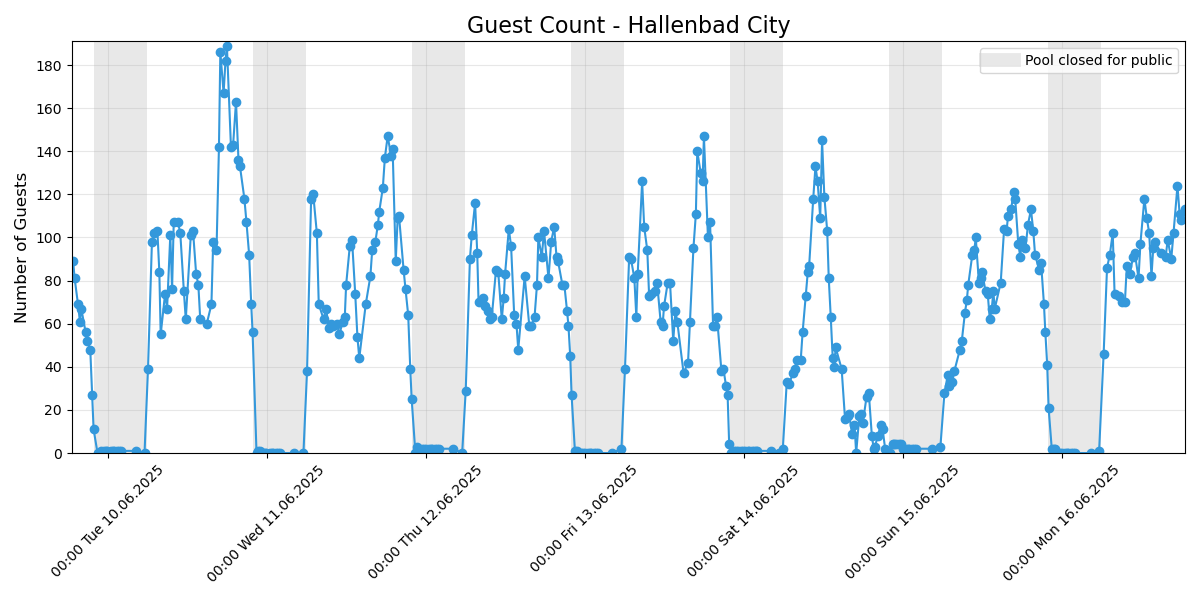 Guest Count - Hallenbad City
Pool closed for public
Number of Guests
180
160
140
120
100
80
60
40
20
0
00:00 Tue 10.06.2025
00:00 Wed 11.06.2025
00:00 Thu 12.06.2025
00:00 Fri 13.06.2025
00:00 Sat 14.06.2025
00:00 Sun 15.06.2025
00:00 Mon 16.06.2025